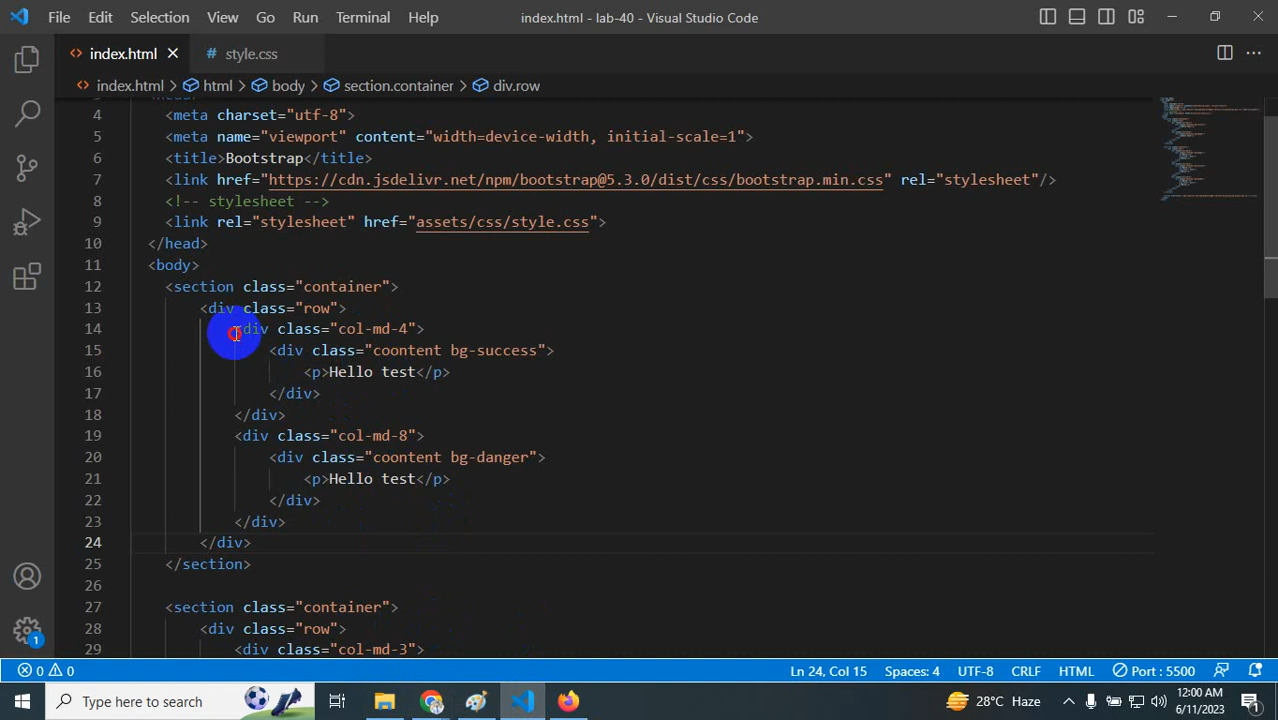 File Edit Selection View Go Run Terminal Help index.html - lab-40 - Visual Studio Code
index.html style.css
index.html > html > body > section.container > div.row
4 <meta charset="utf-8">
5 <meta name="viewport" content="width=device-width, initial-scale=1">
6 <title>Bootstrap</title>
7 <link href="https://cdn.jsdelivr.net/npm/bootstrap@5.3.0/dist/css/bootstrap.min.css" rel="stylesheet"/>
8 <!-- stylesheet -->
9 <link rel="stylesheet" href="assets/css/style.css">
10 </head>
11 <body>
12 <section class="container">
13 <div class="row">
14 <div class="col-md-4">
15 <div class="coontent bg-success">
16 <p>Hello test</p>
17 </div>
18 </div>
19 <div class="col-md-8">
20 <div class="coontent bg-danger">
21 <p>Hello test</p>
22 </div>
23 </div>
24 </div>
25 </section>
26
27 <section class="container">
28 <div class="row">
29 <div class="col-md-3">
1
0 0 Ln 24, Col 15 Spaces: 4 UTF-8 CRLF HTML Port : 5500
Type here to search 28°C Haze 12:00 AM
6/11/2023 1